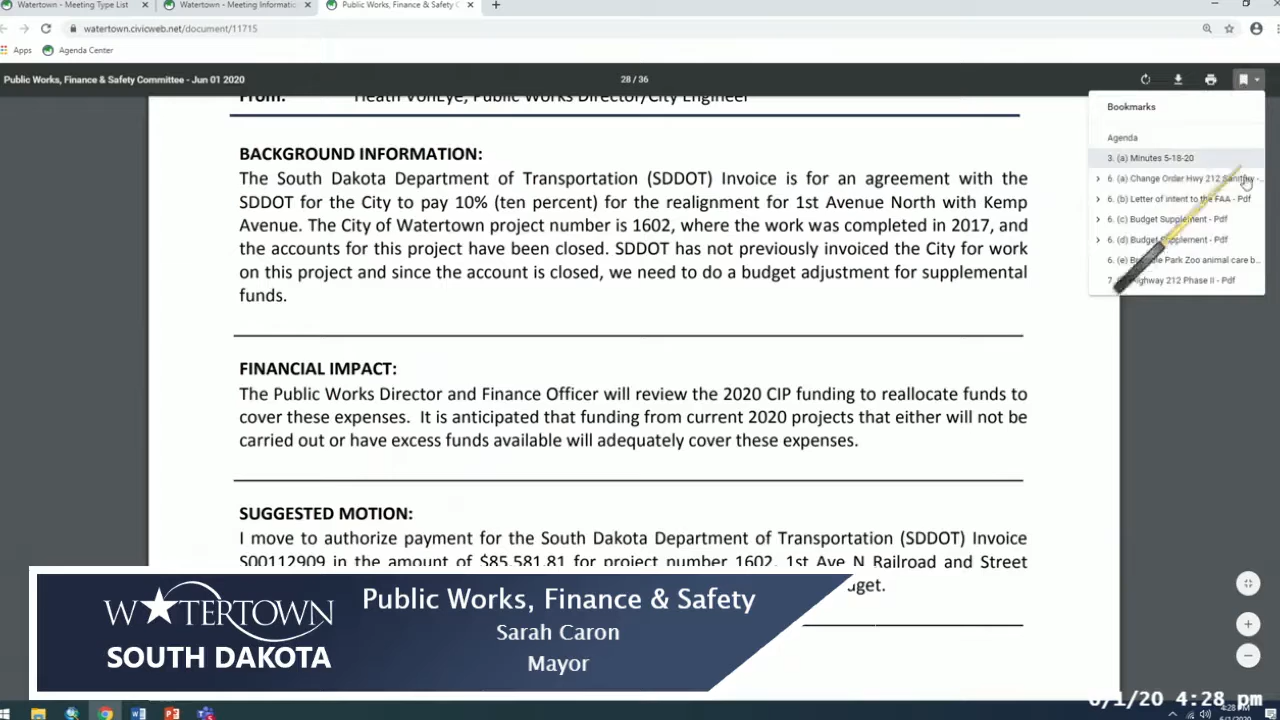 Watertown - Meeting Type List
Watertown - Meeting Informatic
Public Works, Finance & Safety C
watertown.civicweb.net/document/11715
Apps
Agenda Center
Public Works, Finance & Safety Committee - Jun 01 2020
28 / 36
From: Heath VonEye, Public Works Director/City Engineer
Bookmarks
Agenda
3. (a) Minutes 5-18-20
6. (a) Change Order Hwy 212 Sanitary -..
6. (b) Letter of intent to the FAA - Pdf
6. (c) Budget Supplement - Pdf
6. (d) Budget Supplement - Pdf
6. (e) Park Zoo animal care b...
7. Highway 212 Phase II - Pdf
BACKGROUND INFORMATION:
The South Dakota Department of Transportation (SDDOT) Invoice is for an agreement with the
SDDOT for the City to pay 10% (ten percent) for the realignment for 1st Avenue North with Kemp
Avenue. The City of Watertown project number is 1602, where the work was completed in 2017, and
the accounts for this project have been closed. SDDOT has not previously invoiced the City for work
on this project and since the account is closed, we need to do a budget adjustment for supplemental
funds.
FINANCIAL IMPACT:
The Public Works Director and Finance Officer will review the 2020 CIP funding to reallocate funds to
cover these expenses. It is anticipated that funding from current 2020 projects that either will not be
carried out or have excess funds available will adequately cover these expenses.
SUGGESTED MOTION:
I move to authorize payment for the South Dakota Department of Transportation (SDDOT) Invoice
S00112909 in the amount of $85,581.81 for project number 1602, 1st Ave N Railroad and Street
dget.
WATERTOWN
SOUTH DAKOTA
Public Works, Finance & Safety
Sarah Caron
Mayor
6/1/20 4:28 pm